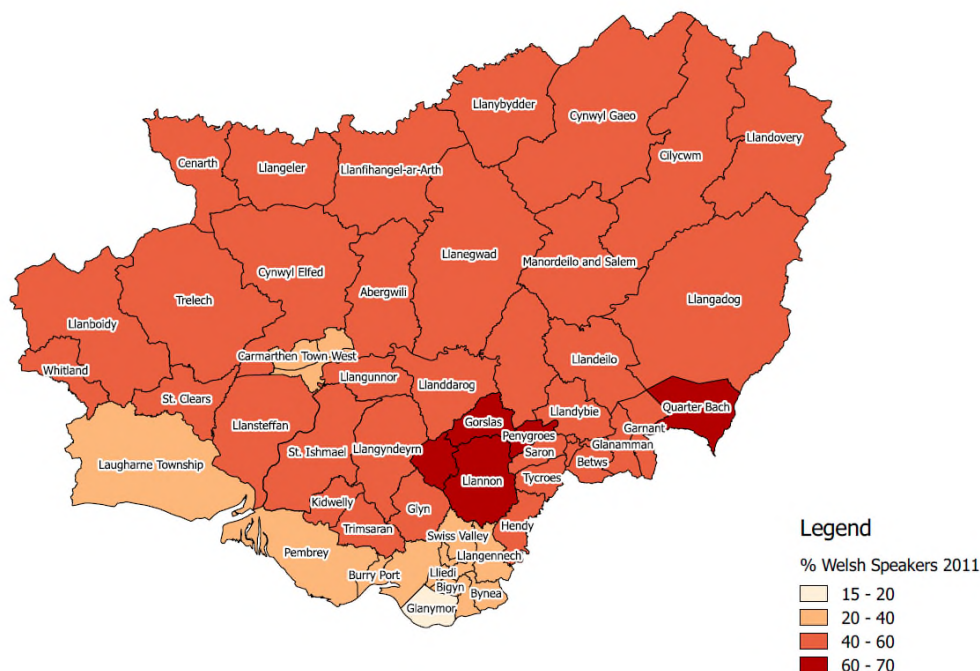 Llanybydder
Cynwyl Gaeo
Llandovery
Cilycwm
Cenarth
Llangeler
Llanfihangel-ar-Arth
Llanegwad
Manordeilo and Salem
Cynwyl Elfed
Abergwili
Trelech
Llangadog
Llanboidy
Carmarthen Town West
Llandeilo
Whitland
Llangunnor
Llanddarog
St. Clears
Quarter Bach
Llandybie
Llansteffan
Gorslas
Garnant
Penygroes
Glanamman
St. Ishmael
Llangyndeyrn
Saron
Betws
Laugharne Township
Tycroes
Llannon
Kidwelly
Glyn
Trimsaran
Hendy
Swiss Valley
Pembrey
Llangennech
Burry Port
Lliedi
Bigyn
Bynea
Glanymor
Legend
% Welsh Speakers 2011
15 - 20
20 - 40
40 - 60
60 - 70